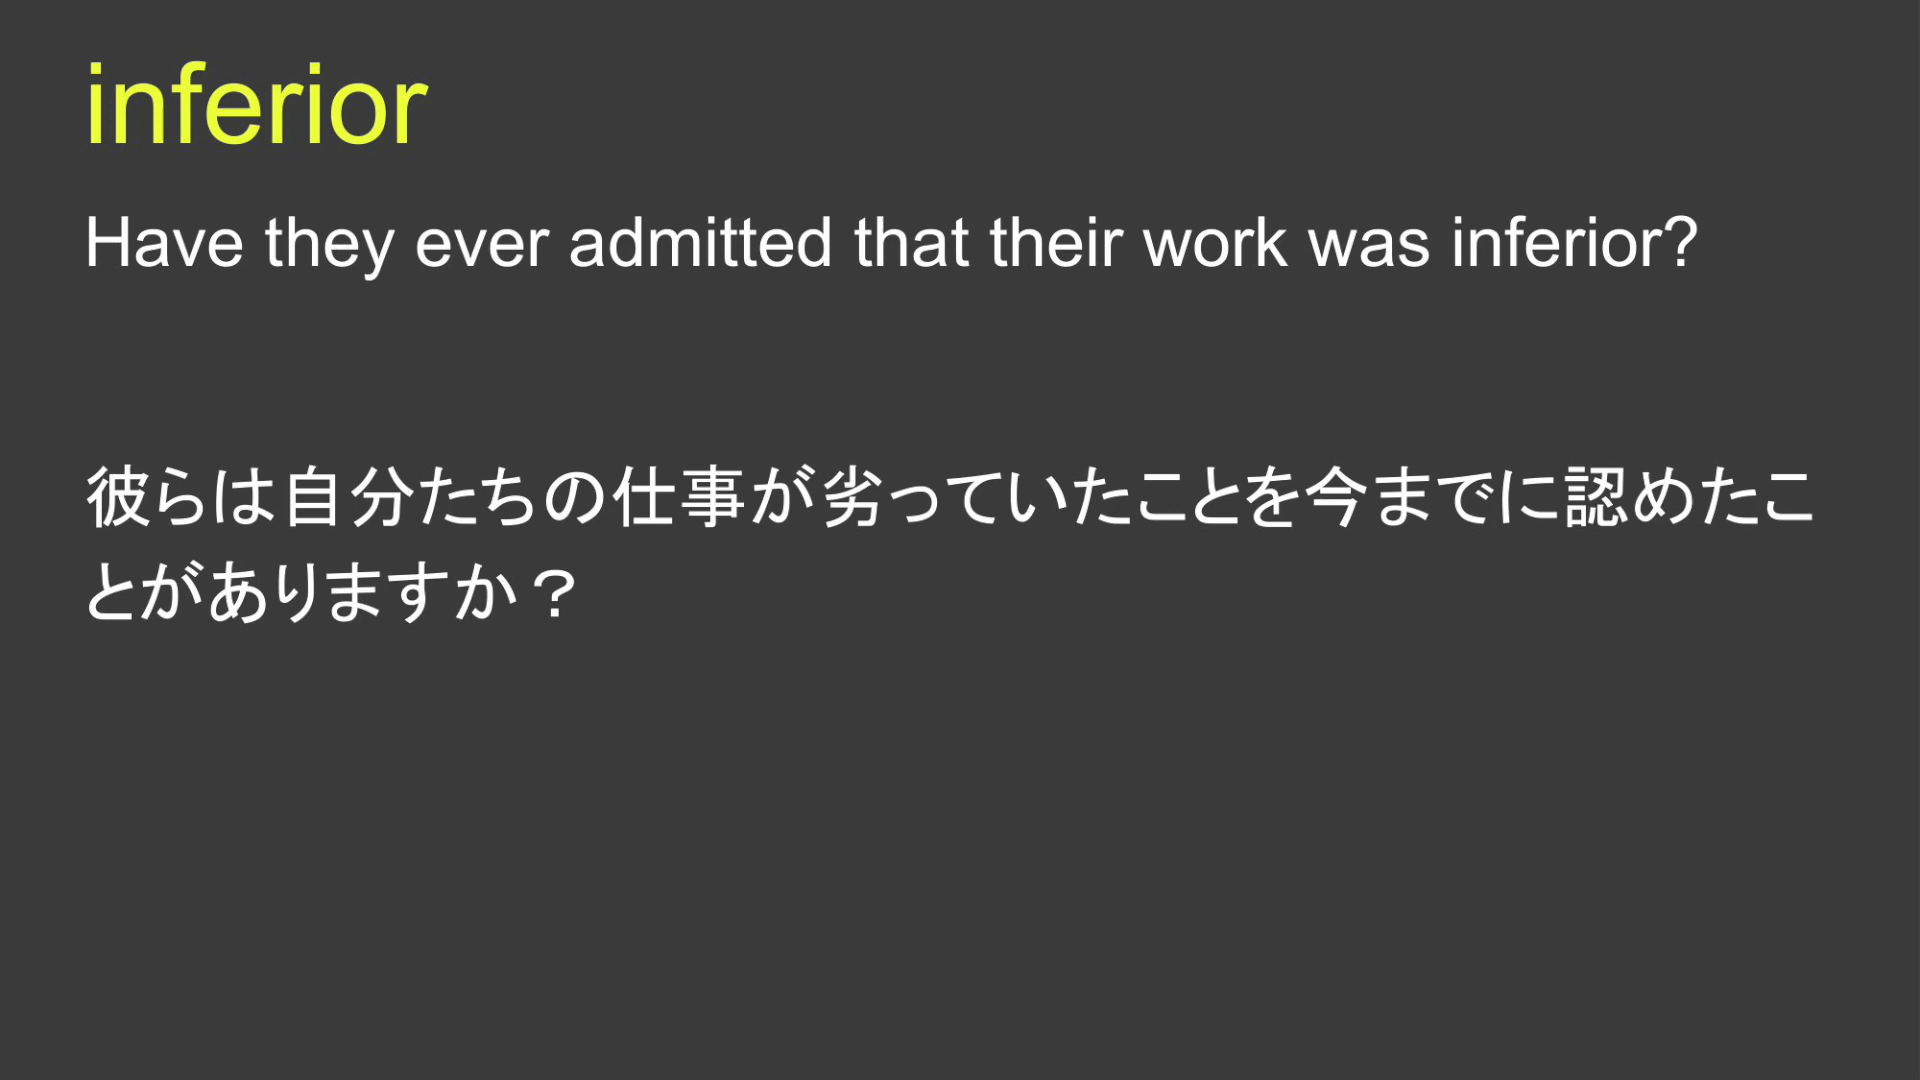 inferior
Have they ever admitted that their work was inferior?
彼らは自分たちの仕事が劣っていたことを今までに認めたこ
とがありますか？